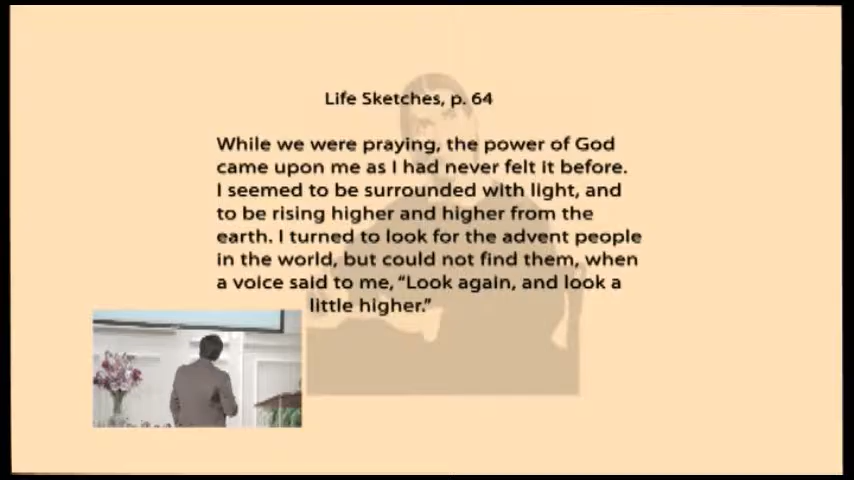 Life Sketches, p. 64
While we were praying, the power of God
came upon me as I had never felt it before.
I seemed to be surrounded with light, and
to be rising higher and higher from the
earth. I turned to look for the advent people
in the world, but could not find them, when
a voice said to me, “Look again, and look a
little higher.”